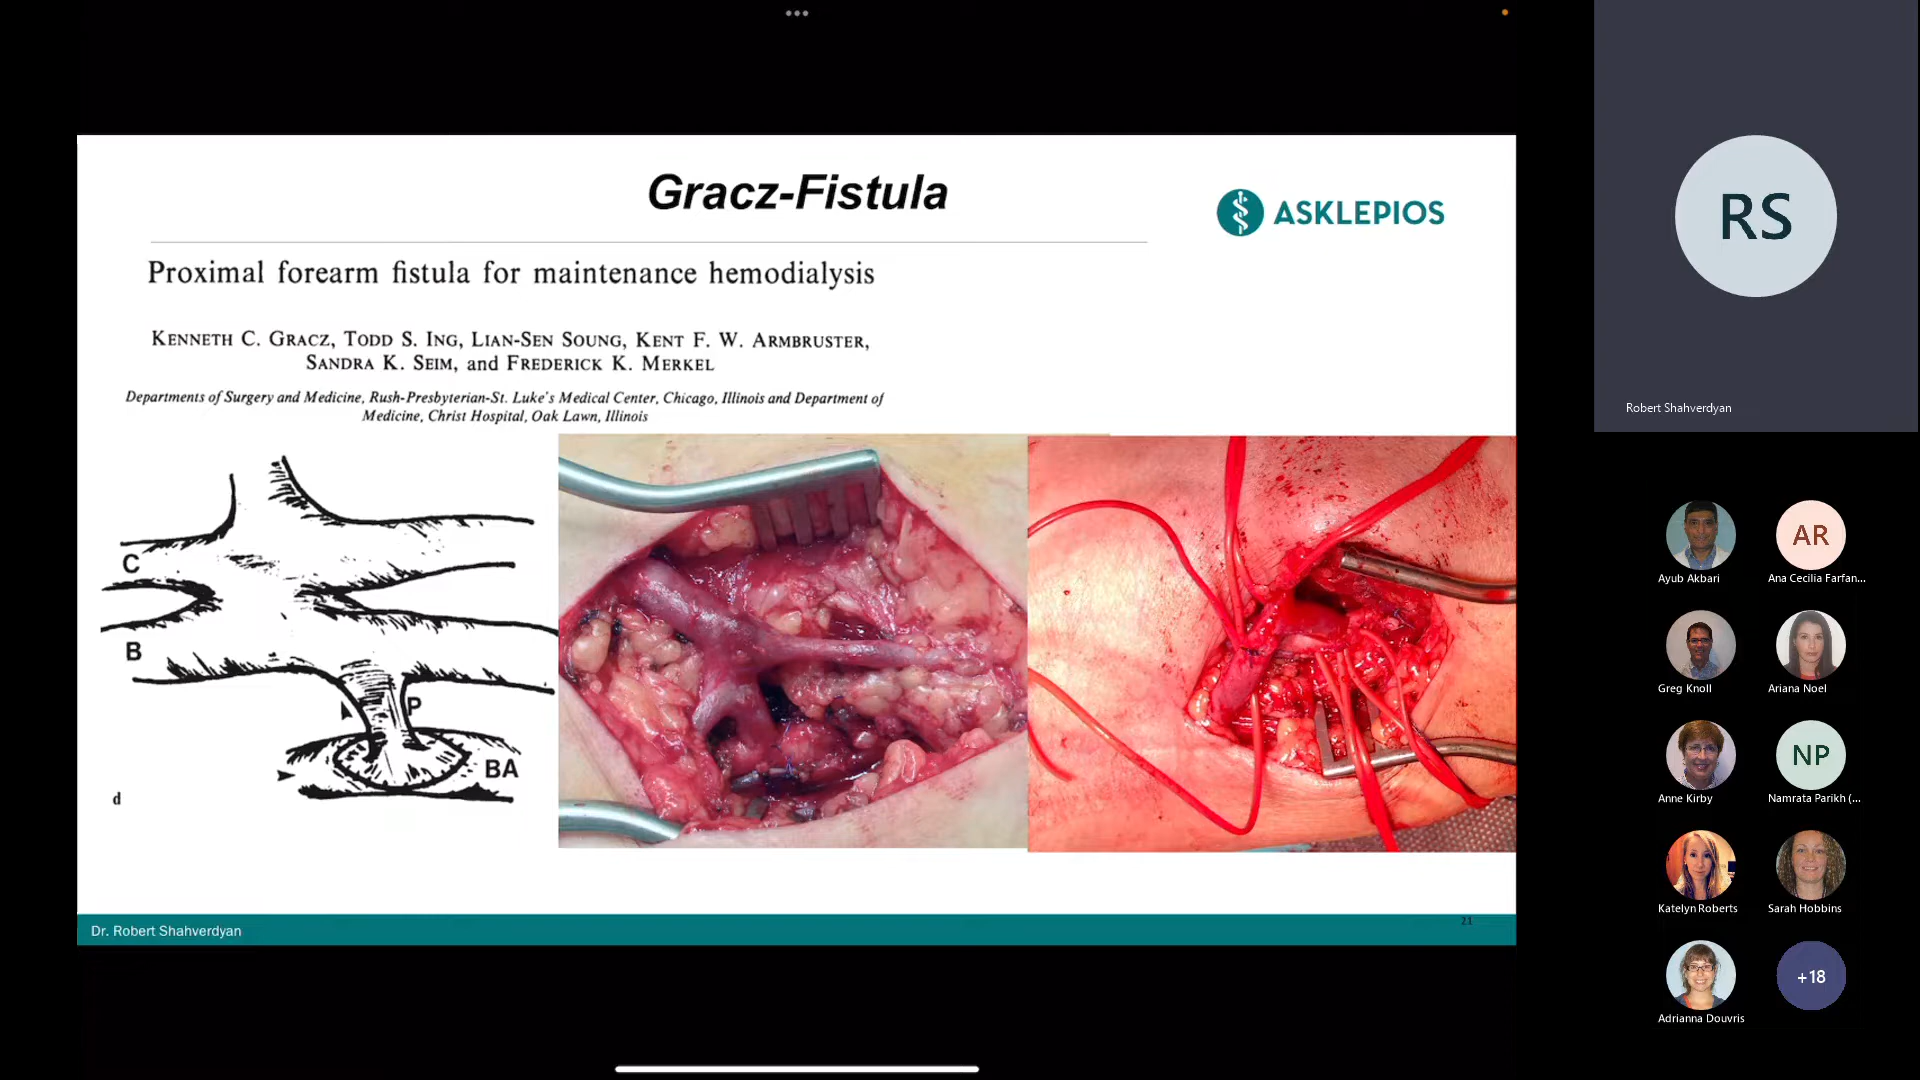 Gracz-Fistula
ASKLEPIOS
Proximal forearm fistula for maintenance hemodialysis
KENNETH C. GRACZ, TODD S. ING, LIAN-SEN SOUNG, KENT F. W. ARMBRUSTER,
SANDRA K. SEIM, and FREDERICK K. MERKEL
Departments of Surgery and Medicine, Rush-Presbyterian-St. Luke's Medical Center, Chicago, Illinois and Department of
Medicine, Christ Hospital, Oak Lawn, Illinois
C
B
P
BA
d
Dr. Robert Shahverdyan
21
RS
Robert Shahverdyan
AR
Ayub Akbari
Ana Cecilia Farfan...
Greg Knoll
Ariana Noel
NP
Anne Kirby
Namrata Parikh (...
Katelyn Roberts
Sarah Hobbins
+18
Adrianna Douvris